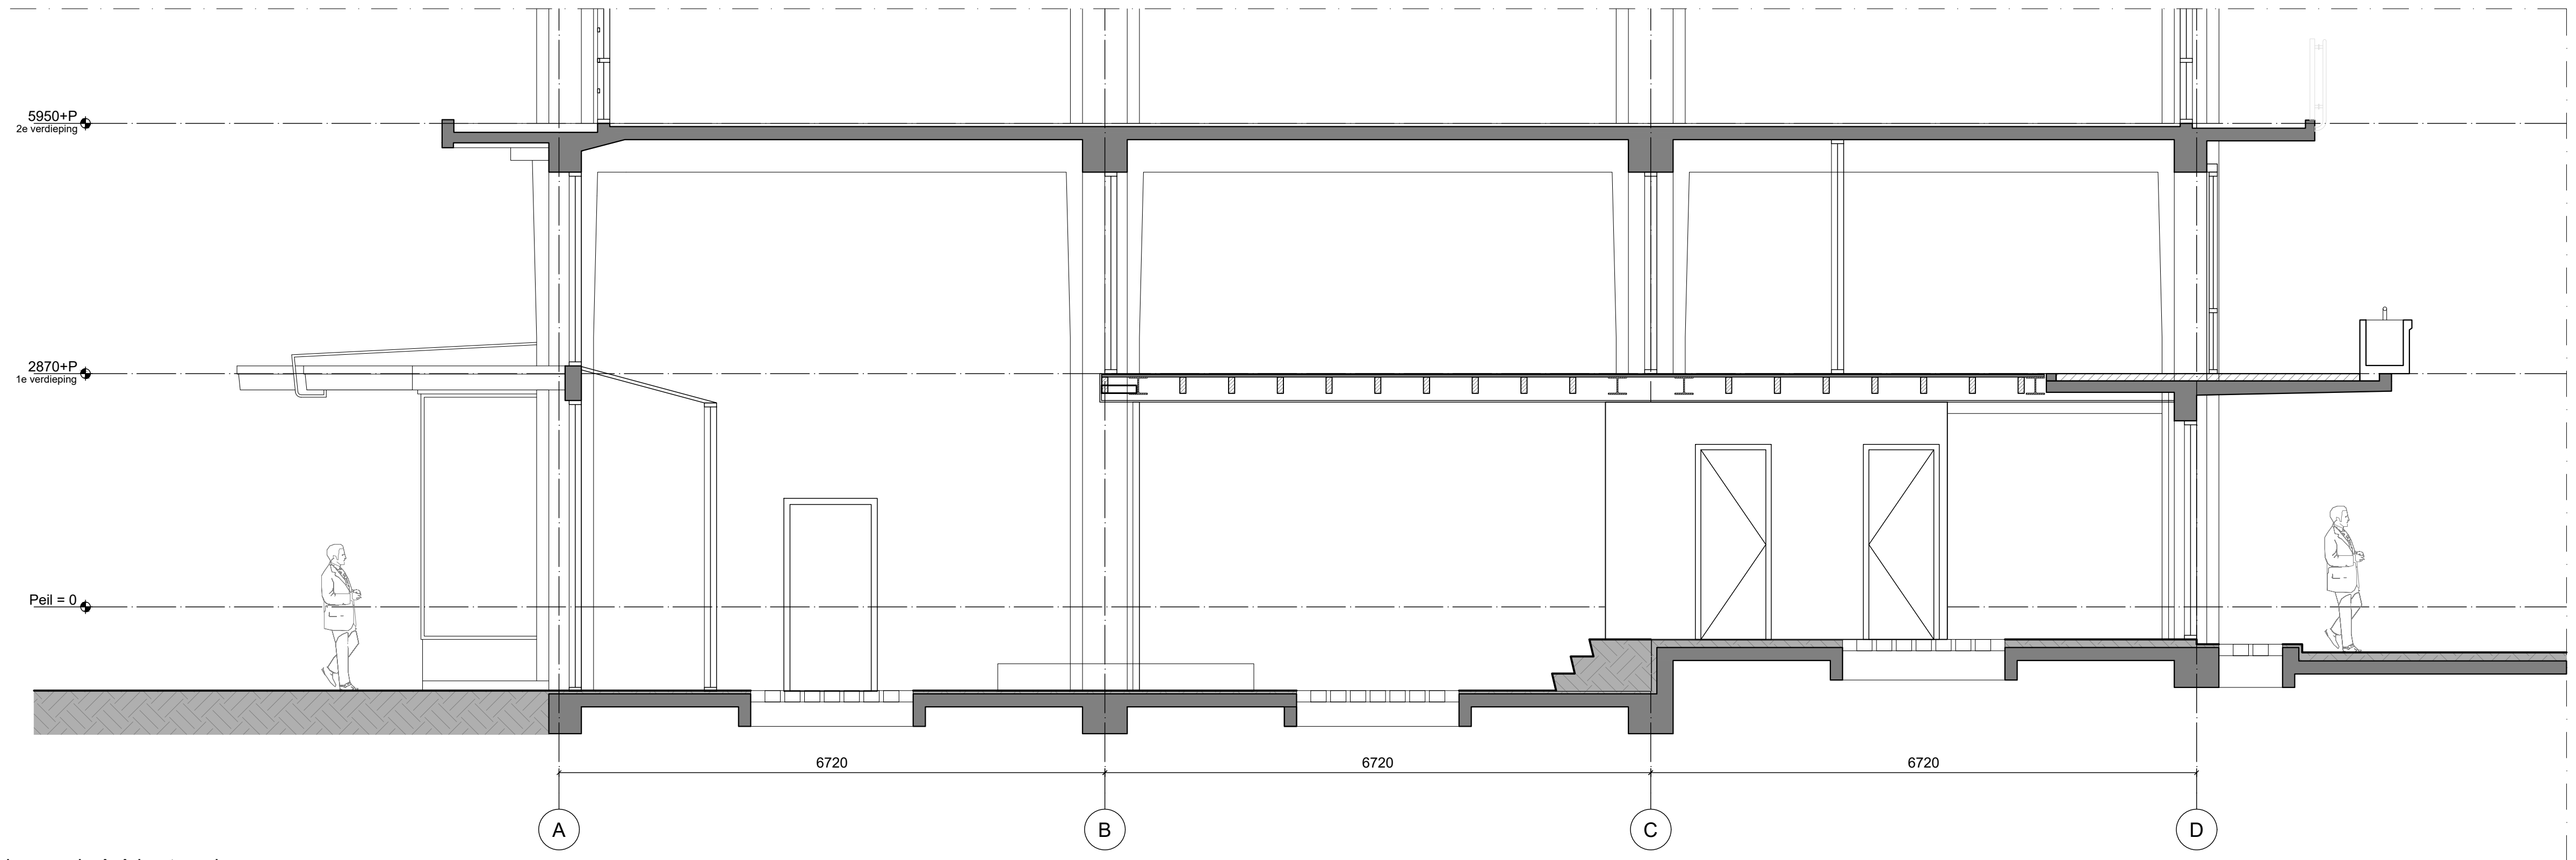 5950+P
2e verdieping
2870+P
1e verdieping
Peil = 0
6720 6720 6720
A B C D